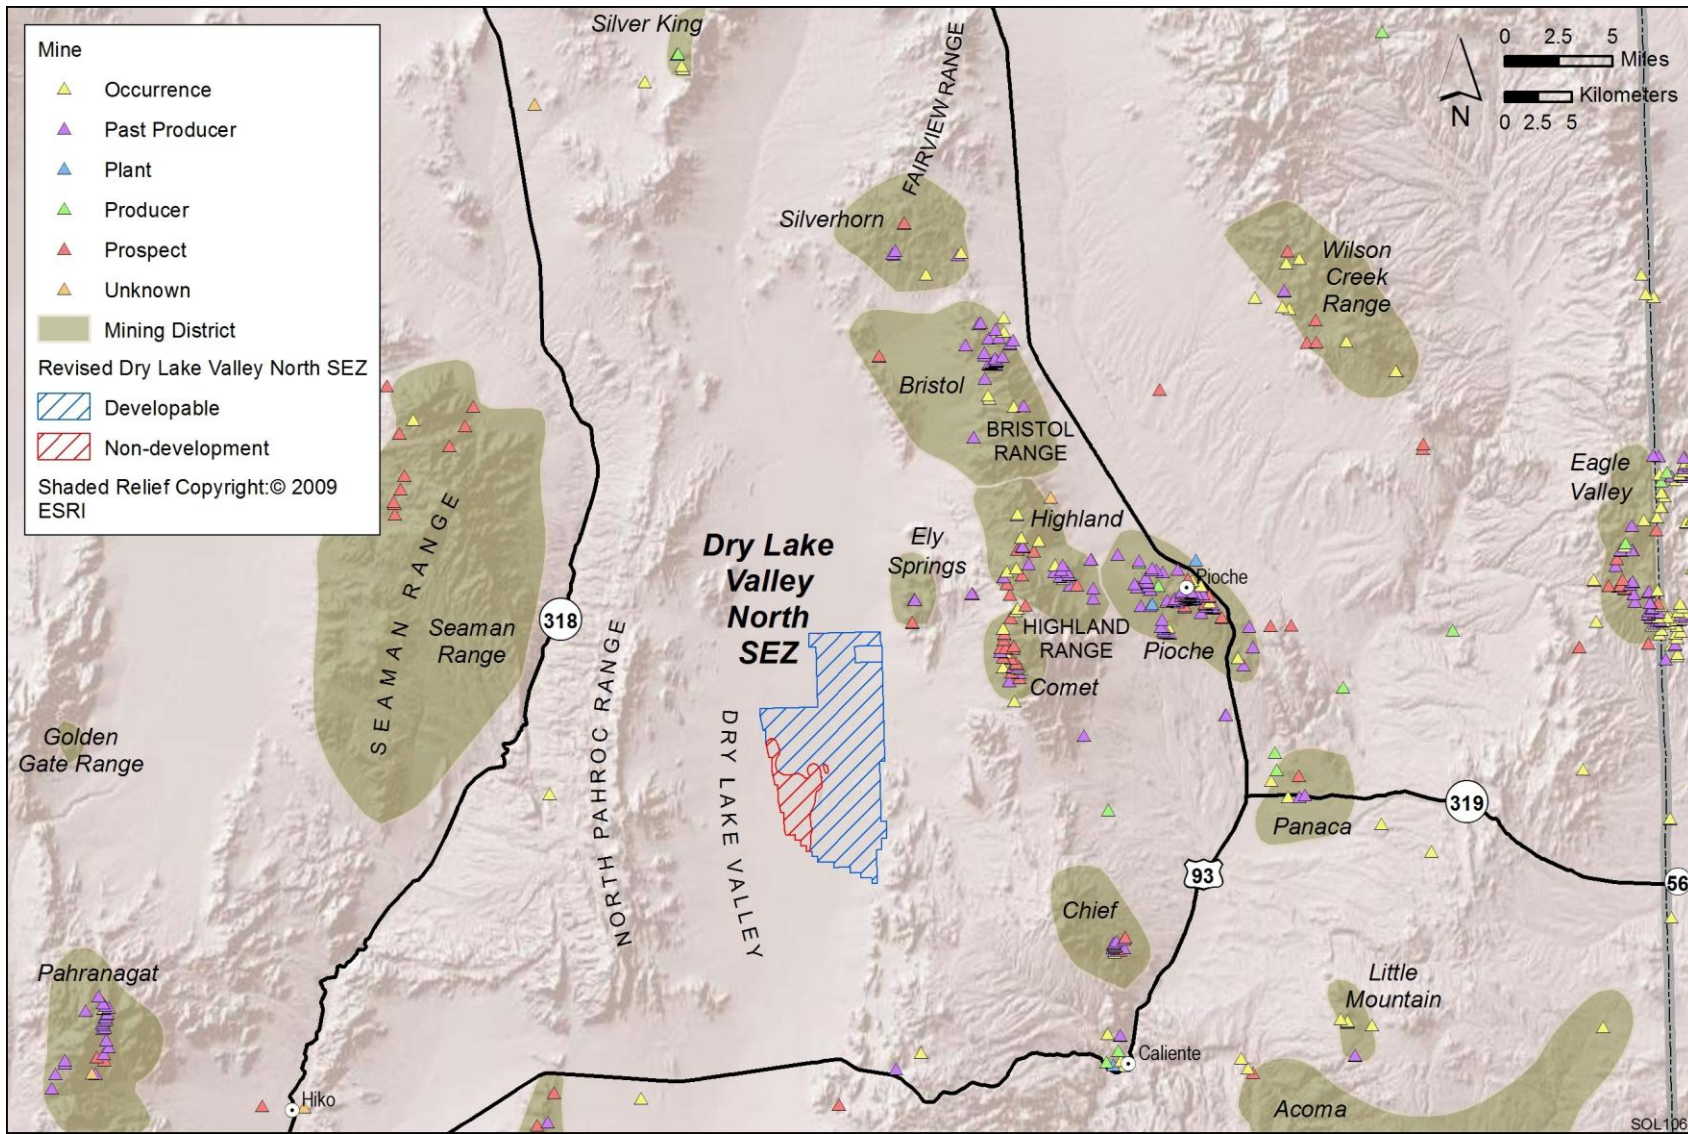 Mine
Occurrence
Past Producer
Plant
Producer
Prospect
Unknown
Mining District
Revised Dry Lake Valley North SEZ
Developable
Non-development
Shaded Relief Copyright:© 2009
ESRI
Silver King
FAIRVIEW RANGE
0 2.5 5
Miles
Kilometers
0 2.5 5
N
Silverhorn
Wilson
Creek
Range
Bristol
BRISTOL
RANGE
Eagle
Valley
Highland
Ely
Springs
Dry Lake
Valley
North
SEZ
Pioche
318
Seaman
Range
SEAMAN RANGE
HIGHLAND
RANGE
Pioche
Comet
NORTH PAHROC RANGE
DRY LAKE VALLEY
Golden
Gate Range
319
Panaca
93
56
Chief
Pahranagat
Little
Mountain
Caliente
Hiko
Acoma
SOL106